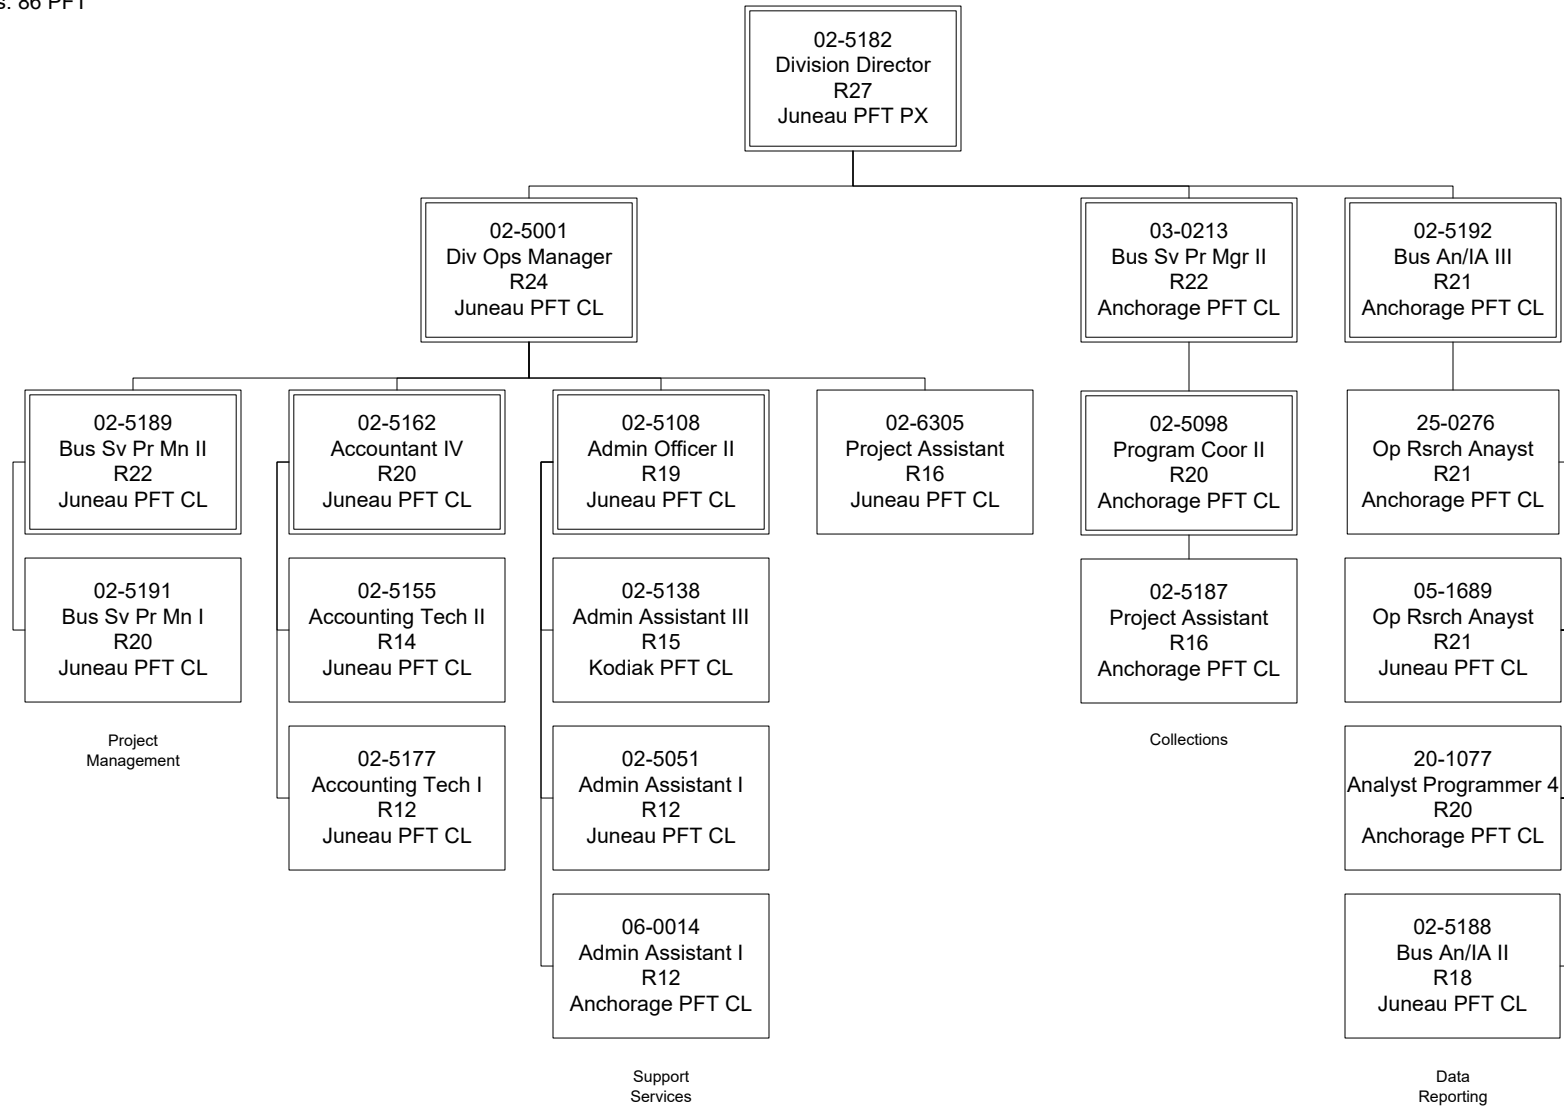 s: 86 PFT
02-5182
Division Director
R27
Juneau PFT PX
02-5001
Div Ops Manager
R24
Juneau PFT CL
03-0213
Bus Sv Pr Mgr II
R22
Anchorage PFT CL
02-5192
Bus An/IA III
R21
Anchorage PFT CL
02-5189
Bus Sv Pr Mn II
R22
Juneau PFT CL
02-5162
Accountant IV
R20
Juneau PFT CL
02-5108
Admin Officer II
R19
Juneau PFT CL
02-6305
Project Assistant
R16
Juneau PFT CL
02-5098
Program Coor II
R20
Anchorage PFT CL
25-0276
Op Rsrch Anayst
R21
Anchorage PFT CL
02-5191
Bus Sv Pr Mn I
R20
Juneau PFT CL
02-5155
Accounting Tech II
R14
Juneau PFT CL
02-5138
Admin Assistant III
R15
Kodiak PFT CL
02-5187
Project Assistant
R16
Anchorage PFT CL
05-1689
Op Rsrch Anayst
R21
Juneau PFT CL
Project
Management
02-5177
Accounting Tech I
R12
Juneau PFT CL
02-5051
Admin Assistant I
R12
Juneau PFT CL
Collections
20-1077
Analyst Programmer 4
R20
Anchorage PFT CL
06-0014
Admin Assistant I
R12
Anchorage PFT CL
02-5188
Bus An/IA II
R18
Juneau PFT CL
Support
Services
Data
Reporting